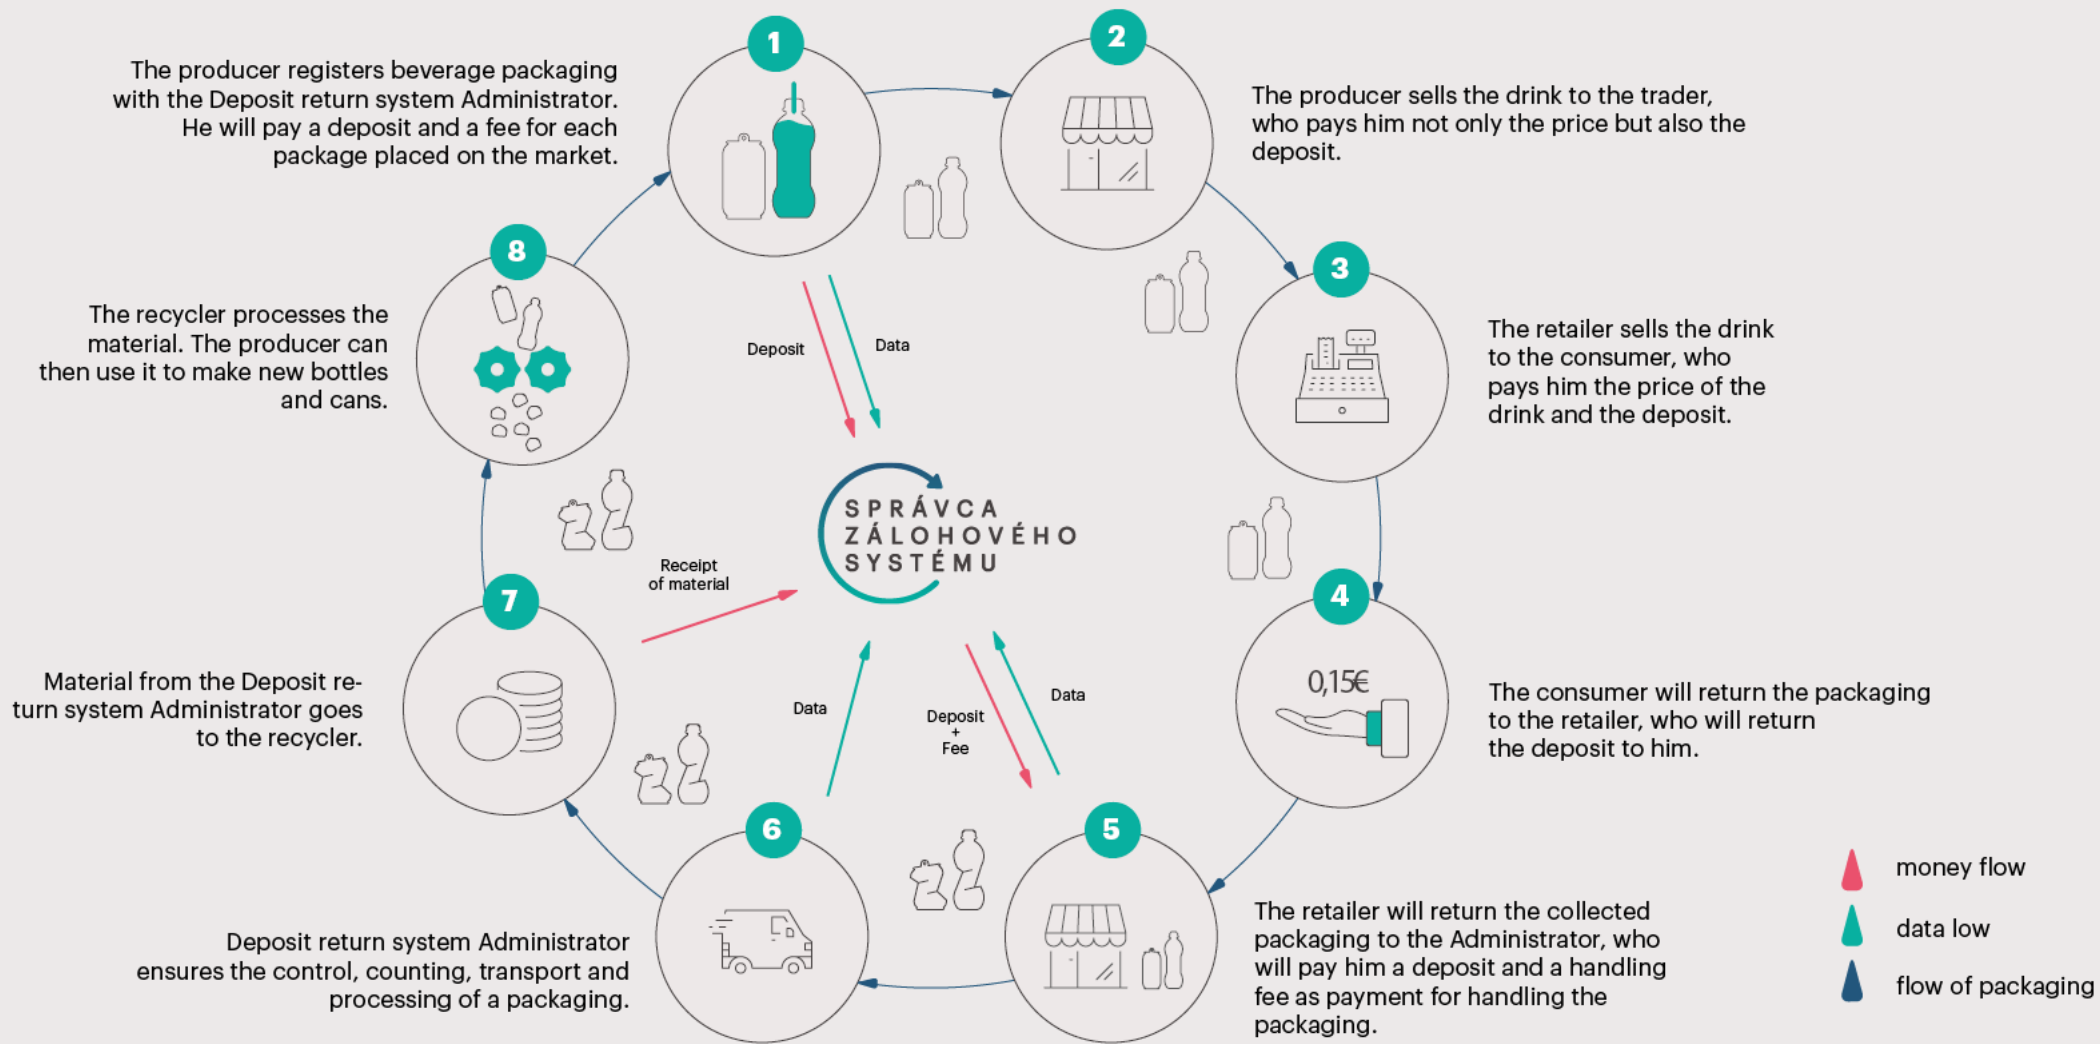 1
The producer registers beverage packaging
with the Deposit return system Administrator.
He will pay a deposit and a fee for each
package placed on the market.
2
The producer sells the drink to the trader,
who pays him not only the price but also the
deposit.
3
The retailer sells the drink
to the consumer, who
pays him the price of the
drink and the deposit.
4
0,15€
The consumer will return the packaging
to the retailer, who will return
the deposit to him.
5
The retailer will return the collected
packaging to the Administrator, who
will pay him a deposit and a handling
fee as payment for handling the
packaging.
6
Deposit return system Administrator
ensures the control, counting, transport and
processing of a packaging.
7
Material from the Deposit re-
turn system Administrator goes
to the recycler.
8
The recycler processes the
material. The producer can
then use it to make new bottles
and cans.
Deposit
Data
SPRÁVCA
ZÁLOHOVÉHO
SYSTÉMU
Receipt
of material
Data
Deposit
+
Fee
Data
money flow
data low
flow of packaging